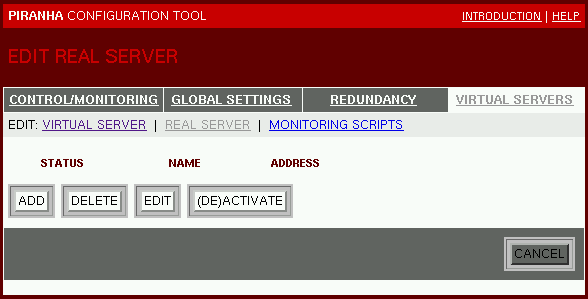 PIRANHA CONFIGURATION TOOL INTRODUCTION | HELP
EDIT REAL SERVER
CONTROL/MONITORING GLOBAL SETTINGS REDUNDANCY VIRTUAL SERVERS
EDIT: VIRTUAL SERVER | REAL SERVER | MONITORING SCRIPTS
STATUS NAME ADDRESS
ADD DELETE EDIT (DE)ACTIVATE
CANCEL